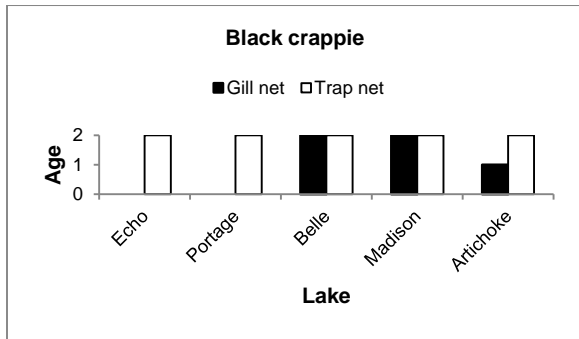 Black crappie
Gill net Trap net
Age
2
1
0
Echo
Portage
Belle
Madison
Artichoke
Lake